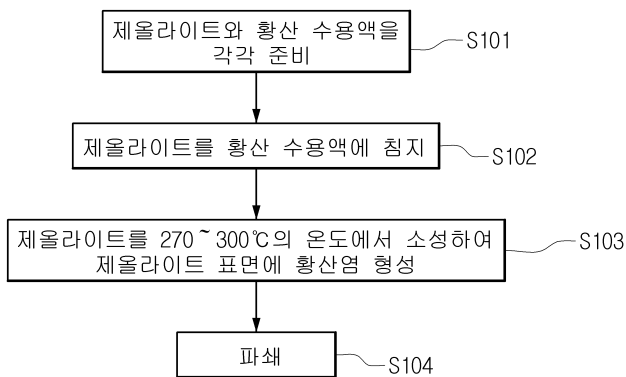 제올라이트와 황산 수용액을
각각 준비
S101
제올라이트를 황산 수용액에 침지
S102
제올라이트를 270~300℃의 온도에서 소성하여
제올라이트 표면에 황산염 형성
S103
파쇄
S104